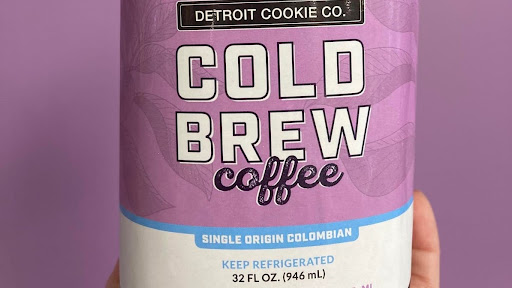 DETROIT COOKIE CO.
COLD
BREW
coffee
SINGLE ORIGIN COLOMBIAN
KEEP REFRIGERATED
32 FL OZ. (946 mL)